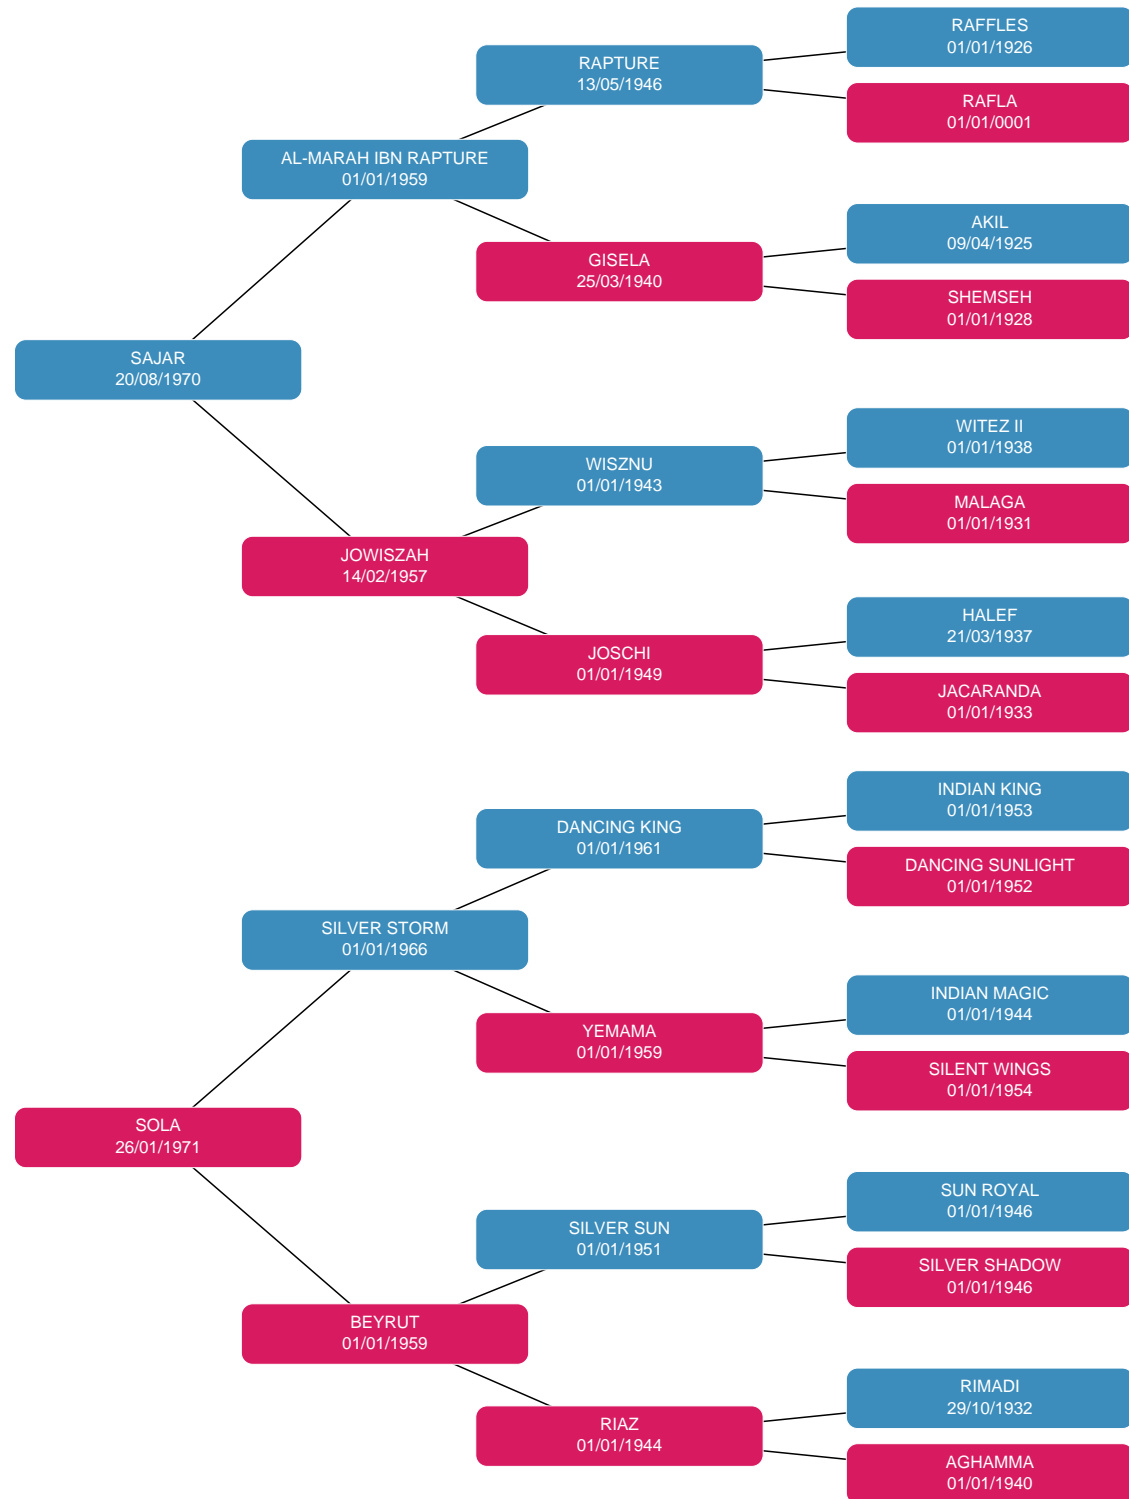 RAFFLES
01/01/1926
RAPTURE
13/05/1946
RAFLA
01/01/0001
AL-MARAH IBN RAPTURE
01/01/1959
AKIL
09/04/1925
GISELA
25/03/1940
SHEMSEH
01/01/1928
SAJAR
20/08/1970
WITEZ II
01/01/1938
WISZNU
01/01/1943
MALAGA
01/01/1931
JOWISZAH
14/02/1957
HALEF
21/03/1937
JOSCHI
01/01/1949
JACARANDA
01/01/1933
INDIAN KING
01/01/1953
DANCING KING
01/01/1961
DANCING SUNLIGHT
01/01/1952
SILVER STORM
01/01/1966
INDIAN MAGIC
01/01/1944
YEMAMA
01/01/1959
SILENT WINGS
01/01/1954
SOLA
26/01/1971
SUN ROYAL
01/01/1946
SILVER SUN
01/01/1951
SILVER SHADOW
01/01/1946
BEYRUT
01/01/1959
RIMADI
29/10/1932
RIAZ
01/01/1944
AGHAMMA
01/01/1940